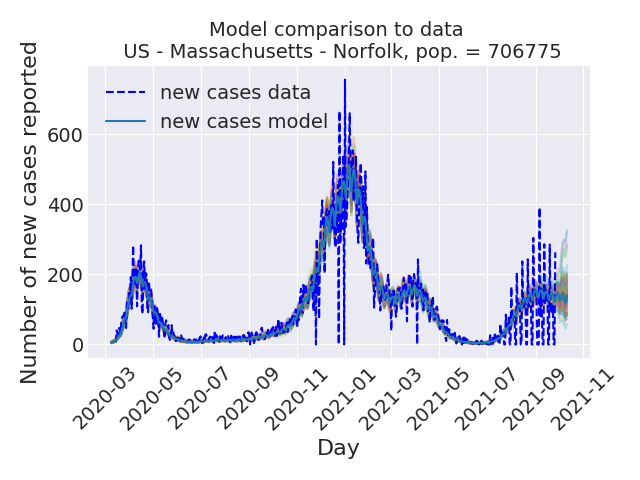 Model comparison to data
US - Massachusetts - Norfolk, pop. = 706775
Number of new cases reported
new cases data
new cases model
600
400
200
0
2020-03
2020-05
2020-07
2020-09
2020-11
2021-01
2021-03
2021-05
2021-07
2021-09
2021-11
Day